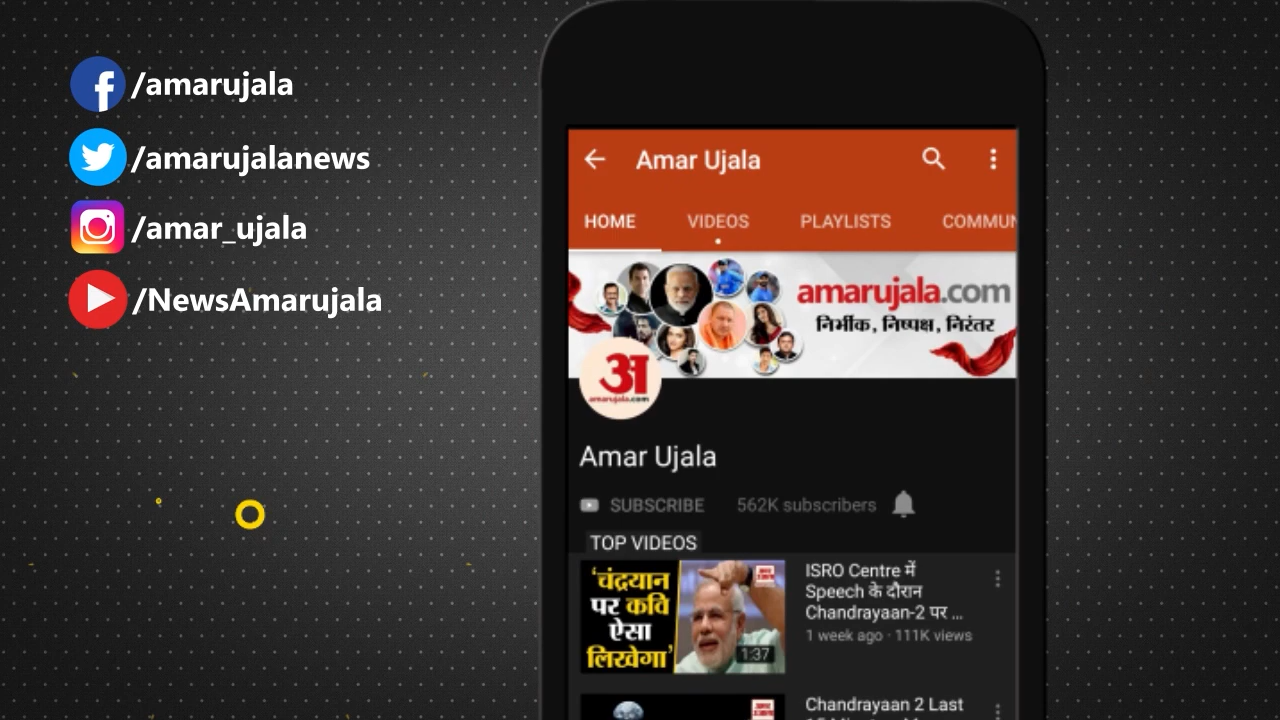 /amarujala
/amarujalanews
/amar_ujala
/NewsAmarujala
Amar Ujala
HOME VIDEOS PLAYLISTS COMMUN
amarujala.com
निर्भीक, निष्पक्ष, निरंतर
अ
amarujala.com
Amar Ujala
SUBSCRIBE 562K subscribers
TOP VIDEOS
'चंद्रयान
पर कवि
ऐसा
लिखेगा'
1:37
ISRO Centre में
Speech के दौरान
Chandrayaan-2 पर ...
1 week ago · 111K views
Chandrayaan 2 Last